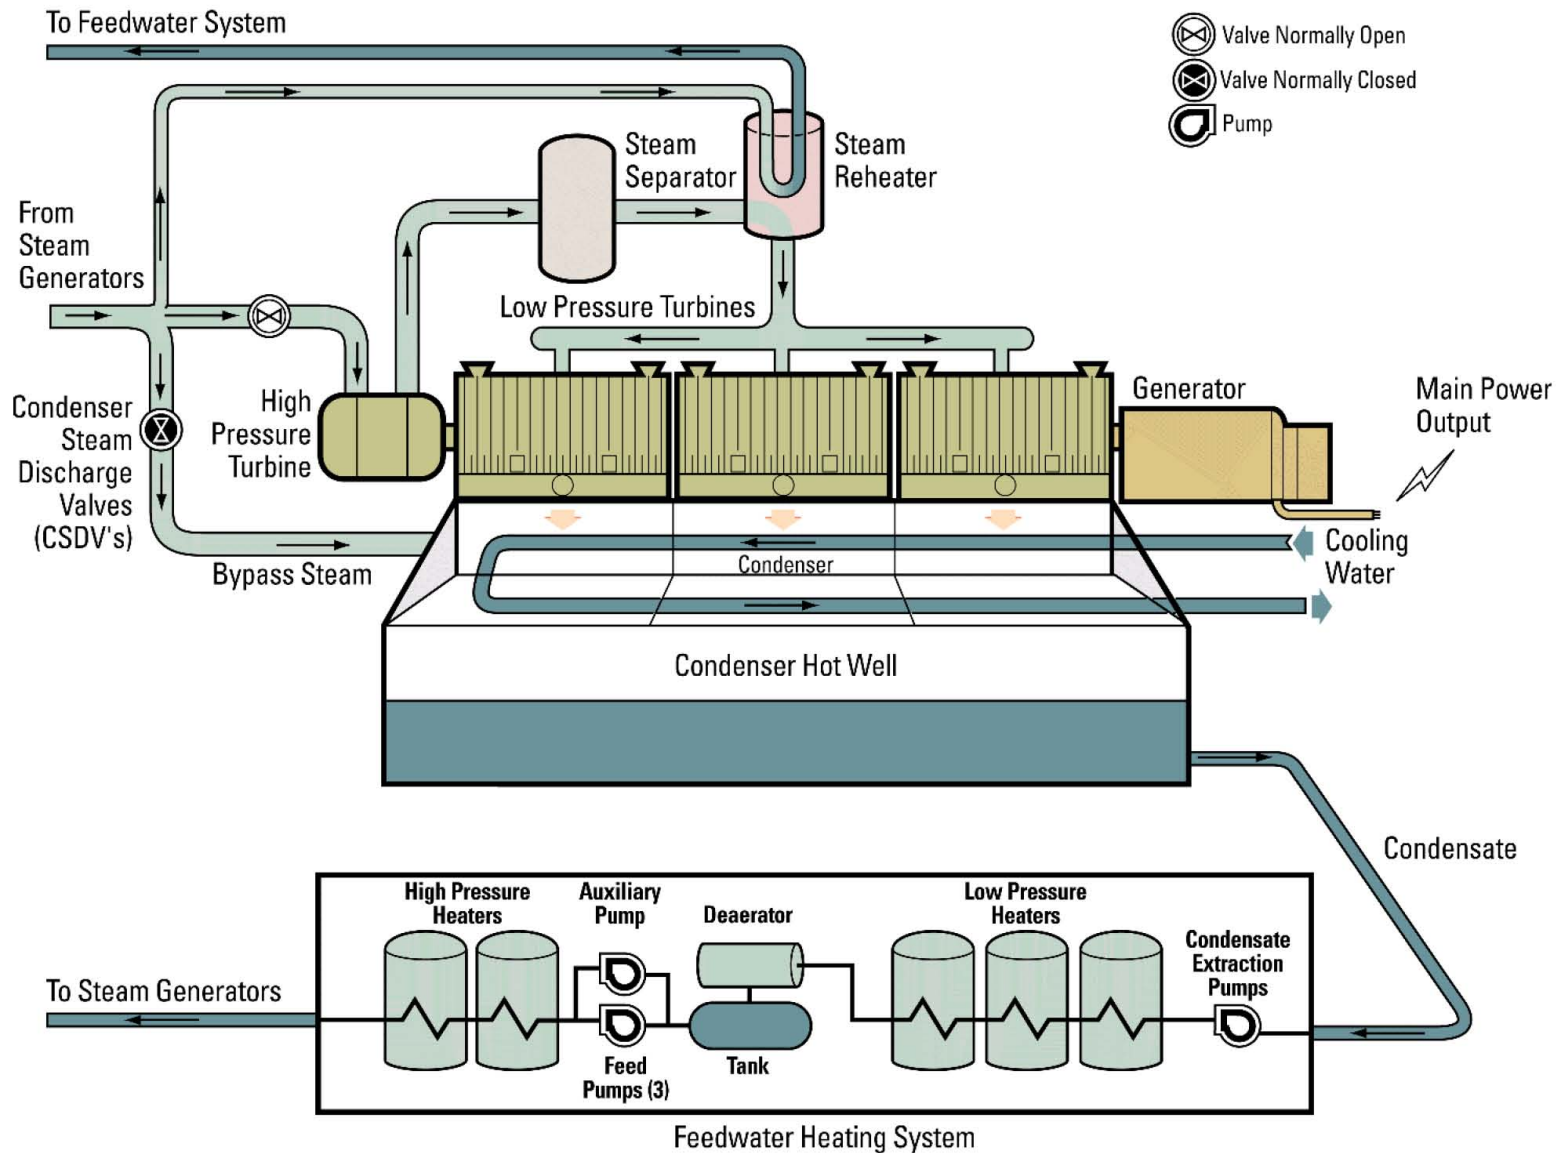 To Feedwater System
Valve Normally Open
Valve Normally Closed
Pump
Steam
Separator
Steam
Reheater
From
Steam
Generators
Low Pressure Turbines
Condenser
Steam
Discharge
Valves
(CSDV's)
High
Pressure
Turbine
Generator
Main Power
Output
Bypass Steam
Condenser
Cooling
Water
Condenser Hot Well
Condensate
High Pressure
Heaters
Auxiliary
Pump
Deaerator
Low Pressure
Heaters
Condensate
Extraction
Pumps
To Steam Generators
Feed
Pumps (3)
Tank
Feedwater Heating System